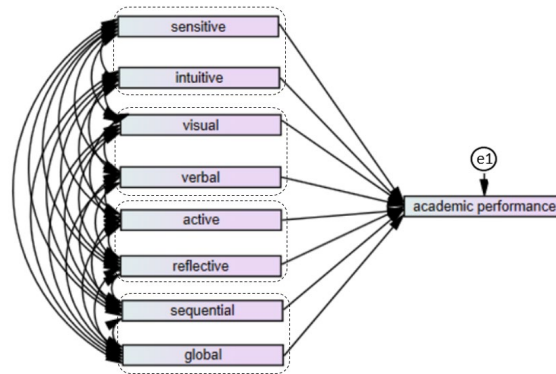 sensitive
intuitive
visual
verbal
active
reflective
sequential
global
e1
academic performance